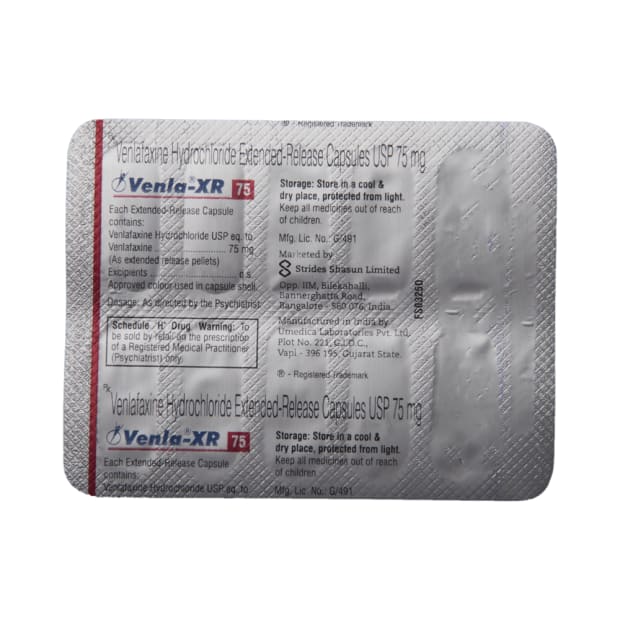 ® - Registered Trademark
Rx
Venlafaxine Hydrochloride Extended-Release Capsules USP 75 mg
Venla®-XR 75
Each Extended-Release Capsule
contains:
Venlafaxine Hydrochloride USP eq. to
Venlafaxine ............ 75 mg
(As extended release pellets)
Excipients ............ q.s.
Approved colour used in capsule shell.
Dosage: As directed by the Psychiatrist
Schedule 'H' Drug Warning: To
be sold by retail on the prescription
of a Registered Medical Practitioner
(Psychiatrist) only.
Storage: Store in a cool &
dry place, protected from light.
Keep all medicines out of reach
of children.
Mfg. Lic. No.: G/491
Marketed by
Strides Shasun Limited
Opp. IIM, Bilekahalli,
Bannerghatta Road,
Bangalore - 560 076, India.
Manufactured in India by
Umedica Laboratories Pvt. Ltd.
Plot No. 221, G.I.D.C.,
Vapi - 396 195, Gujarat State.
® - Registered Trademark
FS03260
Rx
Venlafaxine Hydrochloride Extended-Release Capsules USP 75 mg
Venla®-XR 75
Each Extended-Release Capsule
contains:
Venlafaxine Hydrochloride USP eq. to
Storage: Store in a cool &
dry place, protected from light.
Keep all medicines out of reach
of children.
Mfg. Lic. No.: G/491